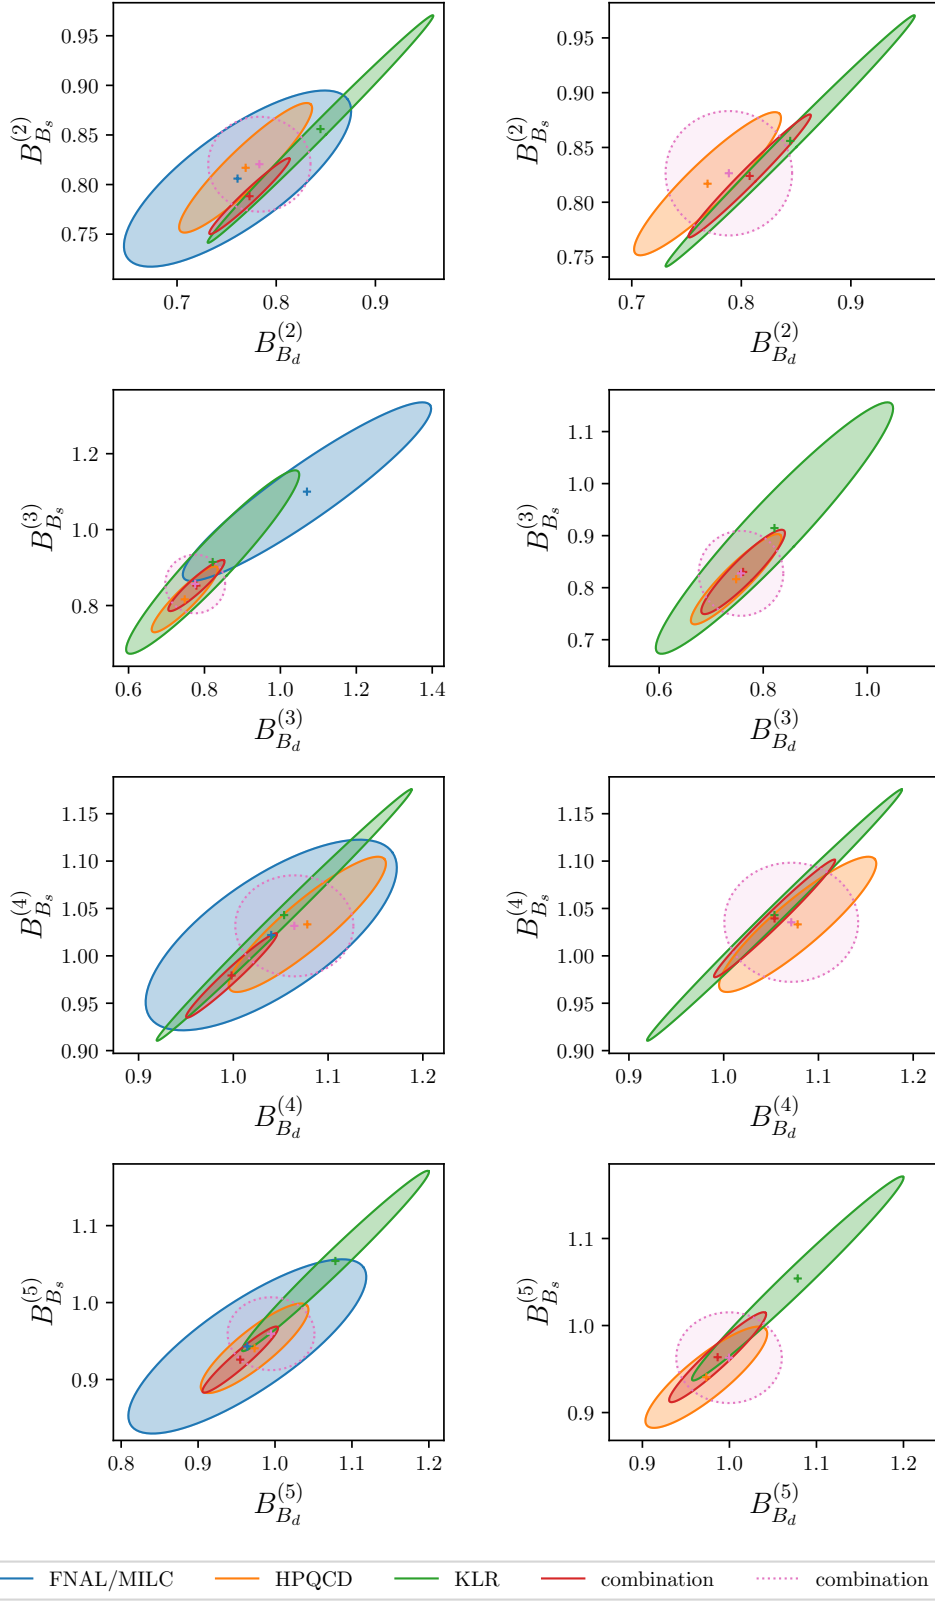 0.95
0.90
0.85
0.80
0.75
B_{B_s}^{(2)}
0.7 0.8 0.9
B_{B_d}^{(2)}
0.95
0.90
0.85
0.80
0.75
B_{B_s}^{(2)}
0.7 0.8 0.9
B_{B_d}^{(2)}
1.2
1.0
0.8
B_{B_s}^{(3)}
0.6 0.8 1.0 1.2 1.4
B_{B_d}^{(3)}
1.1
1.0
0.9
0.8
0.7
B_{B_s}^{(3)}
0.6 0.8 1.0
B_{B_d}^{(3)}
1.15
1.10
1.05
1.00
0.95
0.90
B_{B_s}^{(4)}
0.9 1.0 1.1 1.2
B_{B_d}^{(4)}
1.15
1.10
1.05
1.00
0.95
0.90
B_{B_s}^{(4)}
0.9 1.0 1.1 1.2
B_{B_d}^{(4)}
1.1
1.0
0.9
B_{B_s}^{(5)}
0.8 0.9 1.0 1.1 1.2
B_{B_d}^{(5)}
1.1
1.0
0.9
B_{B_s}^{(5)}
0.9 1.0 1.1 1.2
B_{B_d}^{(5)}
FNAL/MILC HPQCD KLR combination combination